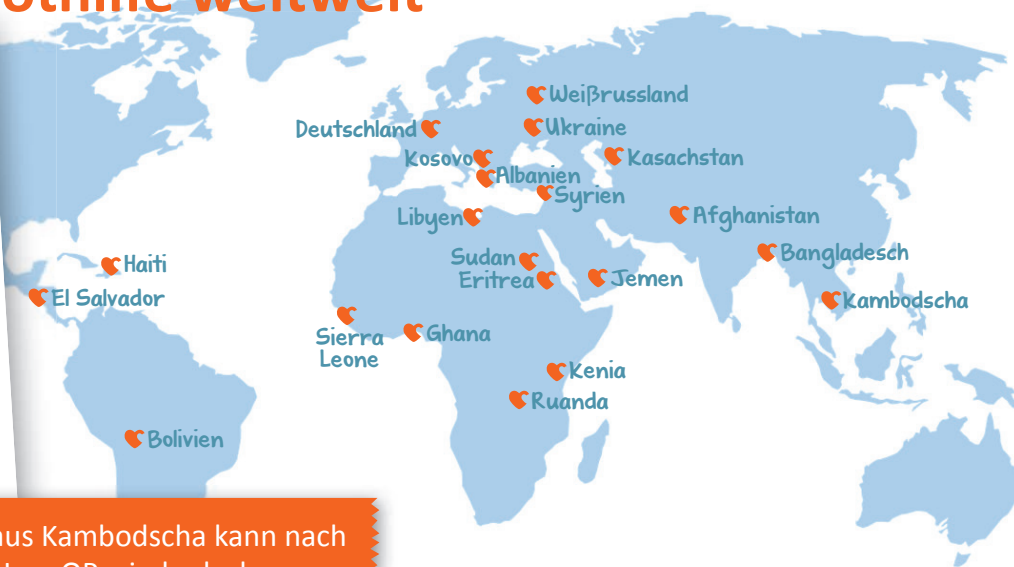 weltweit
Weißrussland
Deutschland
Ukraine
Kosovo
Kasachstan
Albanien
Syrien
Libyen
Afghanistan
Sudan
Bangladesch
Haiti
Eritrea
Jemen
El Salvador
Kambodscha
Sierra
Leone
Ghana
Kenia
Ruanda
Bolivien
aus Kambodscha kann nach